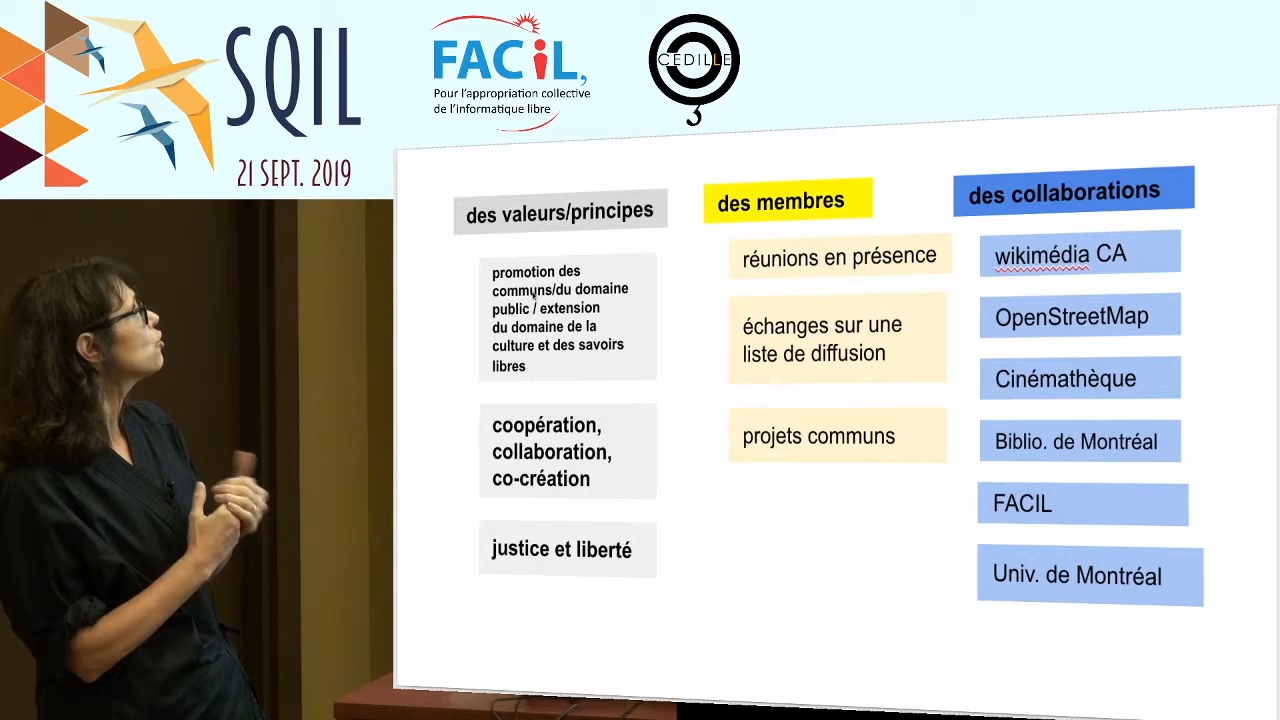 SQIL
21 SEPT. 2019
FACiL,
Pour l'appropriation collective
de l'informatique libre
CEDILLE
des valeurs/principes
promotion des
communs/du domaine
public / extension
du domaine de la
culture et des savoirs
libres
coopération,
collaboration,
co-création
justice et liberté
des membres
réunions en présence
échanges sur une
liste de diffusion
projets communs
des collaborations
wikimédia CA
OpenStreetMap
Cinémathèque
Biblio. de Montréal
FACIL
Univ. de Montréal